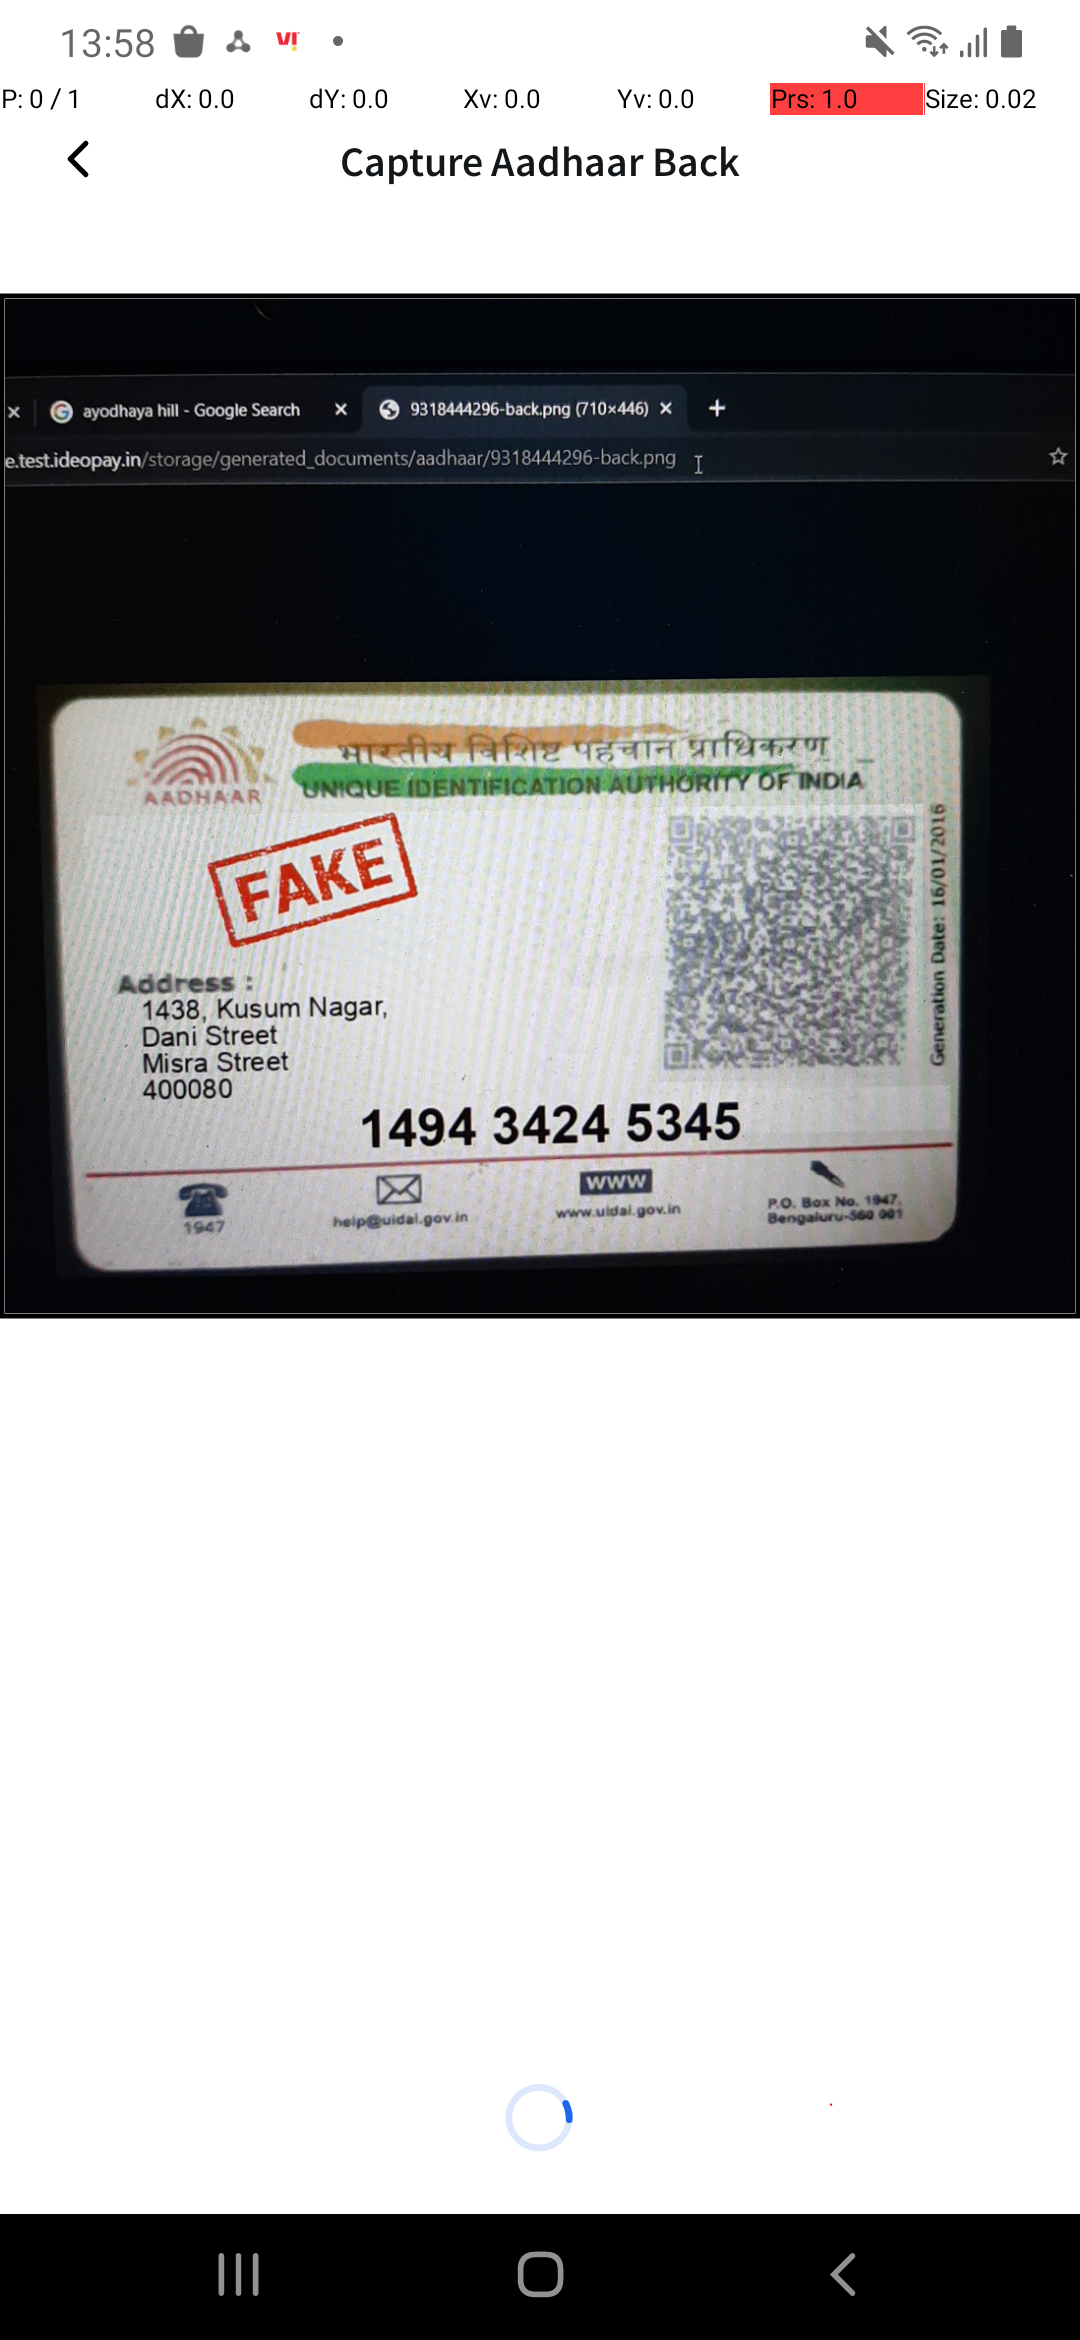 13:58 VI!
P: 0 / 1 dX: 0.0 dY: 0.0 Xv: 0.0 Yv: 0.0 Prs: 1.0 Size: 0.02
Capture Aadhaar Back
ayodhaya hill - Google Search
9318444296-back.png (710×446)
e.test.ideopay.in/storage/generated_documents/aadhaar/9318444296-back.png
भारतीय विशिष्ट पहचान प्राधिकरण
UNIQUE IDENTIFICATION AUTHORITY OF INDIA
AADHAAR
FAKE
Generation Date: 16/01/2016
Address :
1438, Kusum Nagar,
Dani Street
Misra Street
400080
1494 3424 5345
1947
help@uidai.gov.in
www
www.uidai.gov.in
P.O. Box No. 1947,
Bengaluru-560 001